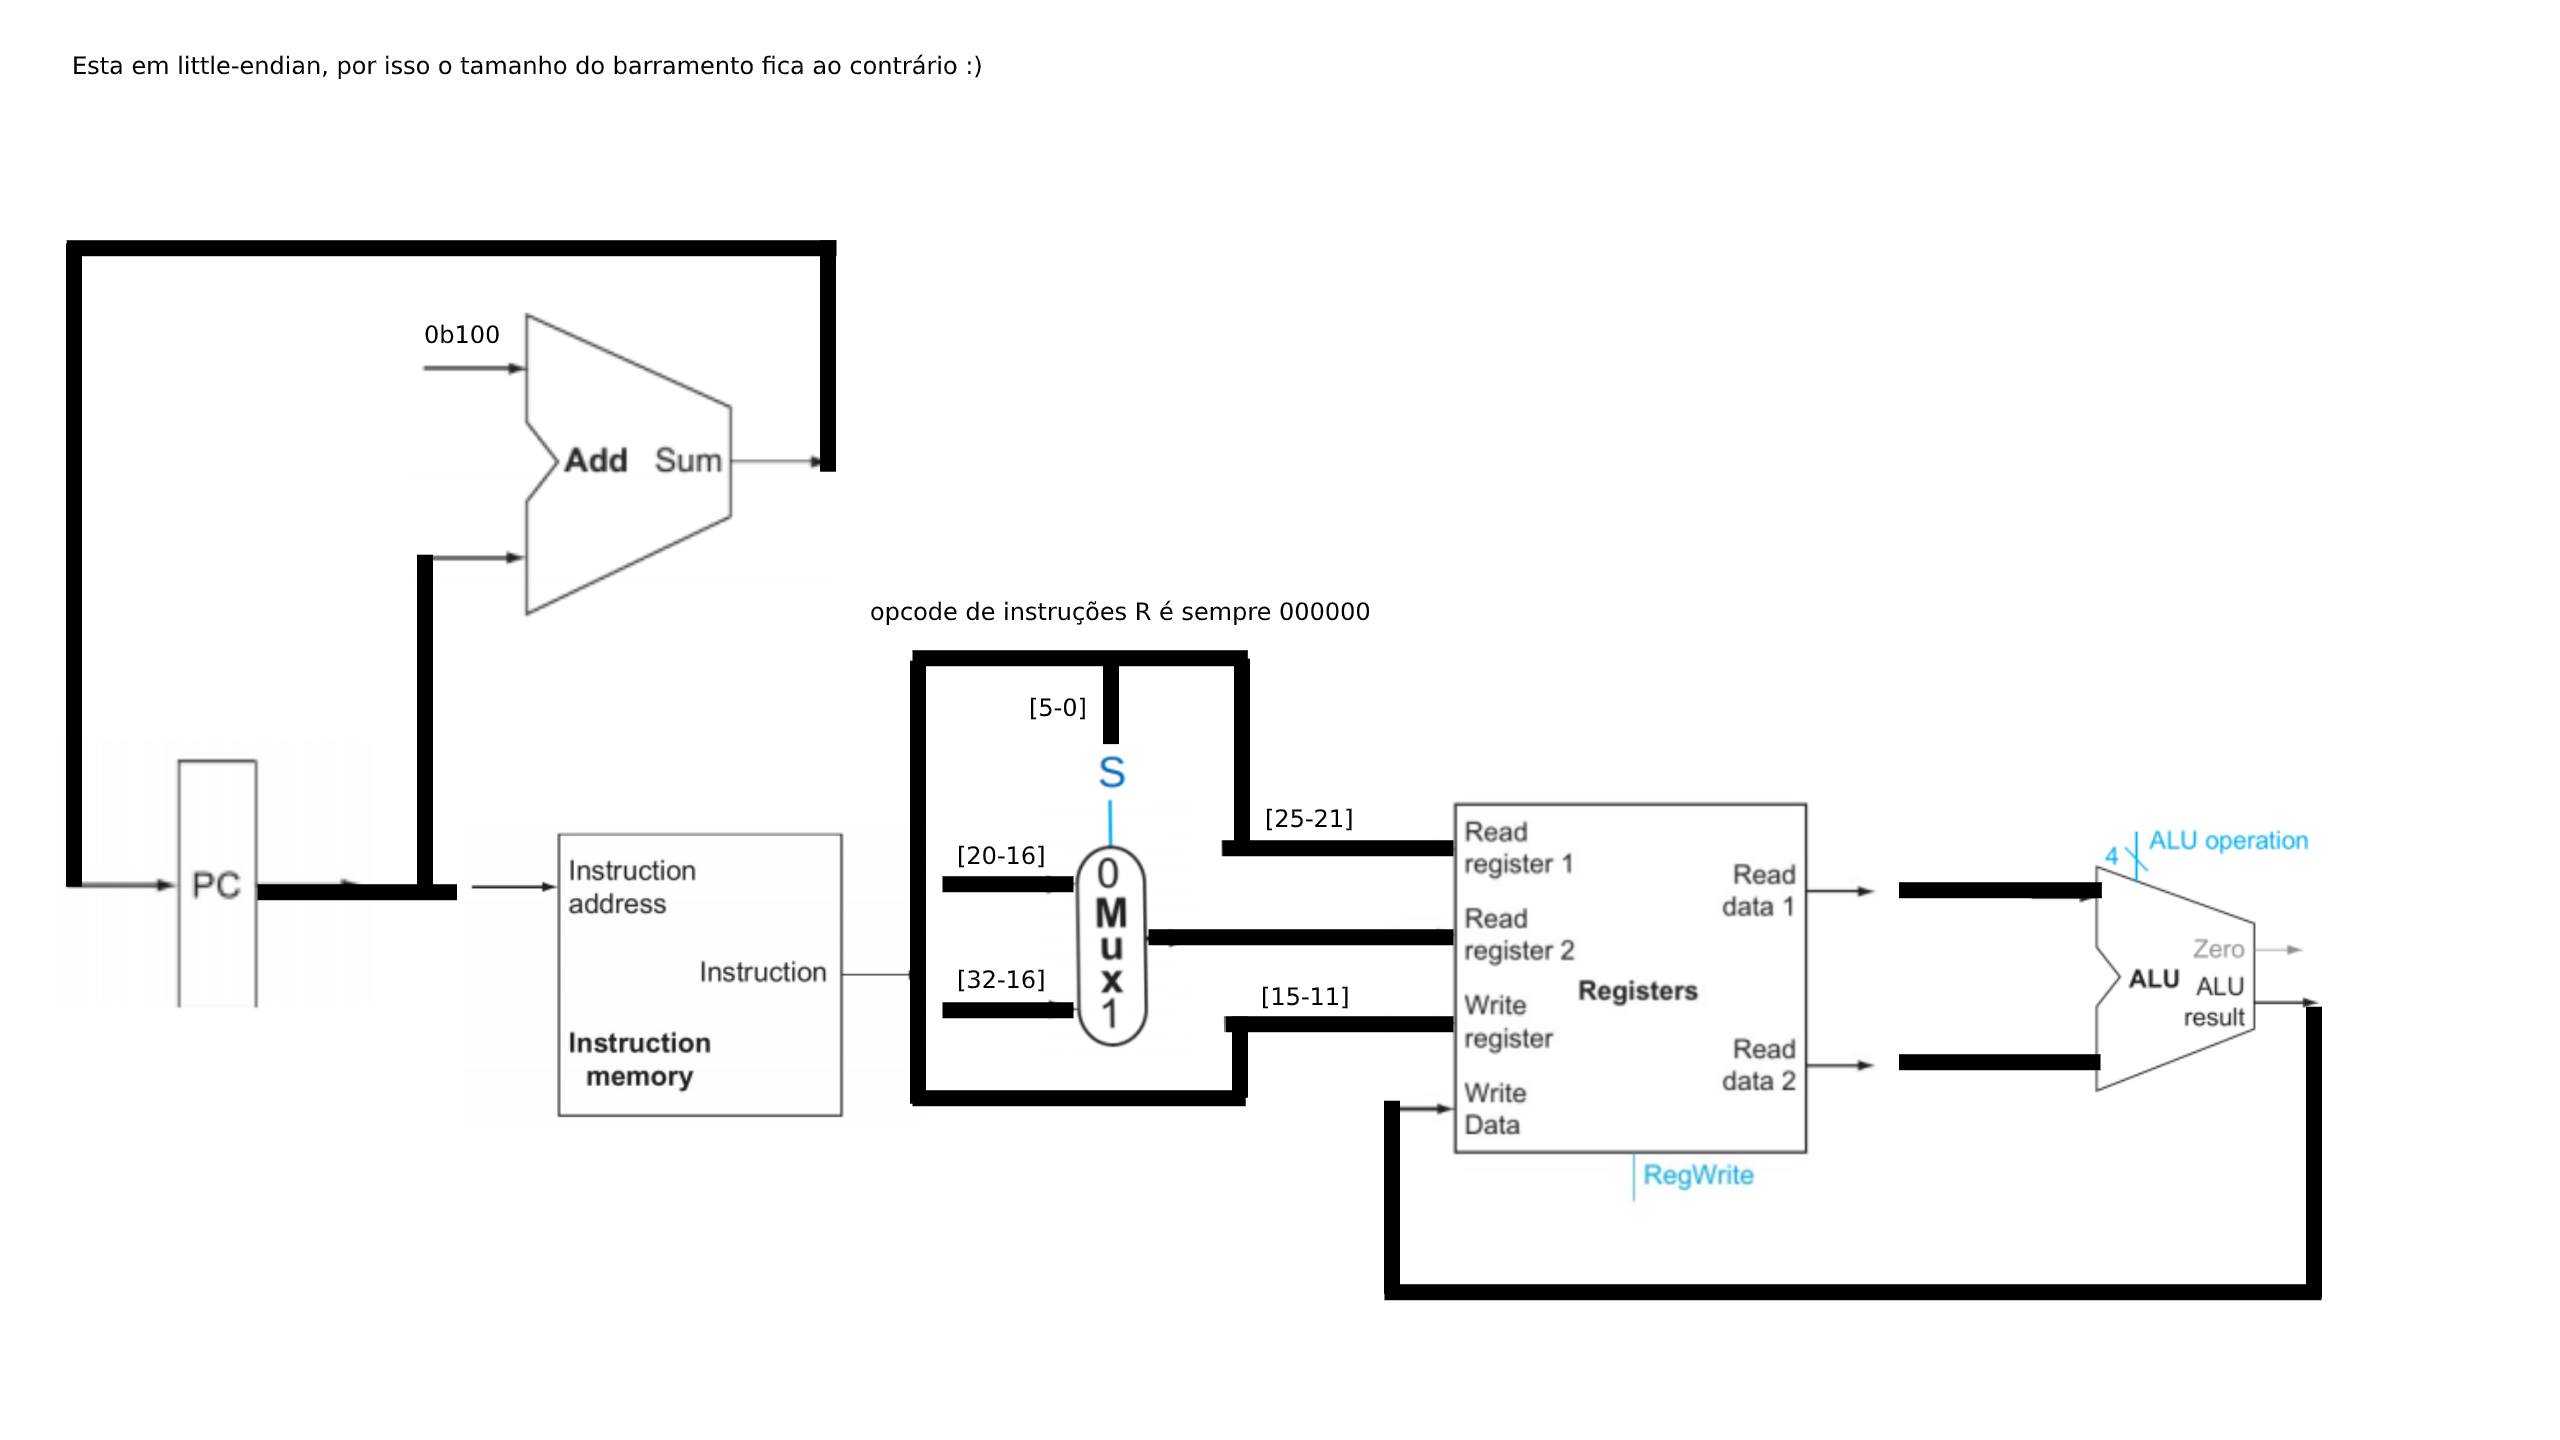 Esta em little-endian, por isso o tamanho do barramento fica ao contrário :)
0b100
Add Sum
opcode de instruções R é sempre 000000
[5-0]
S
PC
Instruction
address
Instruction
Instruction
memory
[20-16]
[32-16]
0
M
u
x
1
[25-21]
[15-11]
Read
register 1
Read
register 2
Write
register
Write
Data
Registers
Read
data 1
Read
data 2
RegWrite
4
ALU operation
Zero
ALU
ALU
result